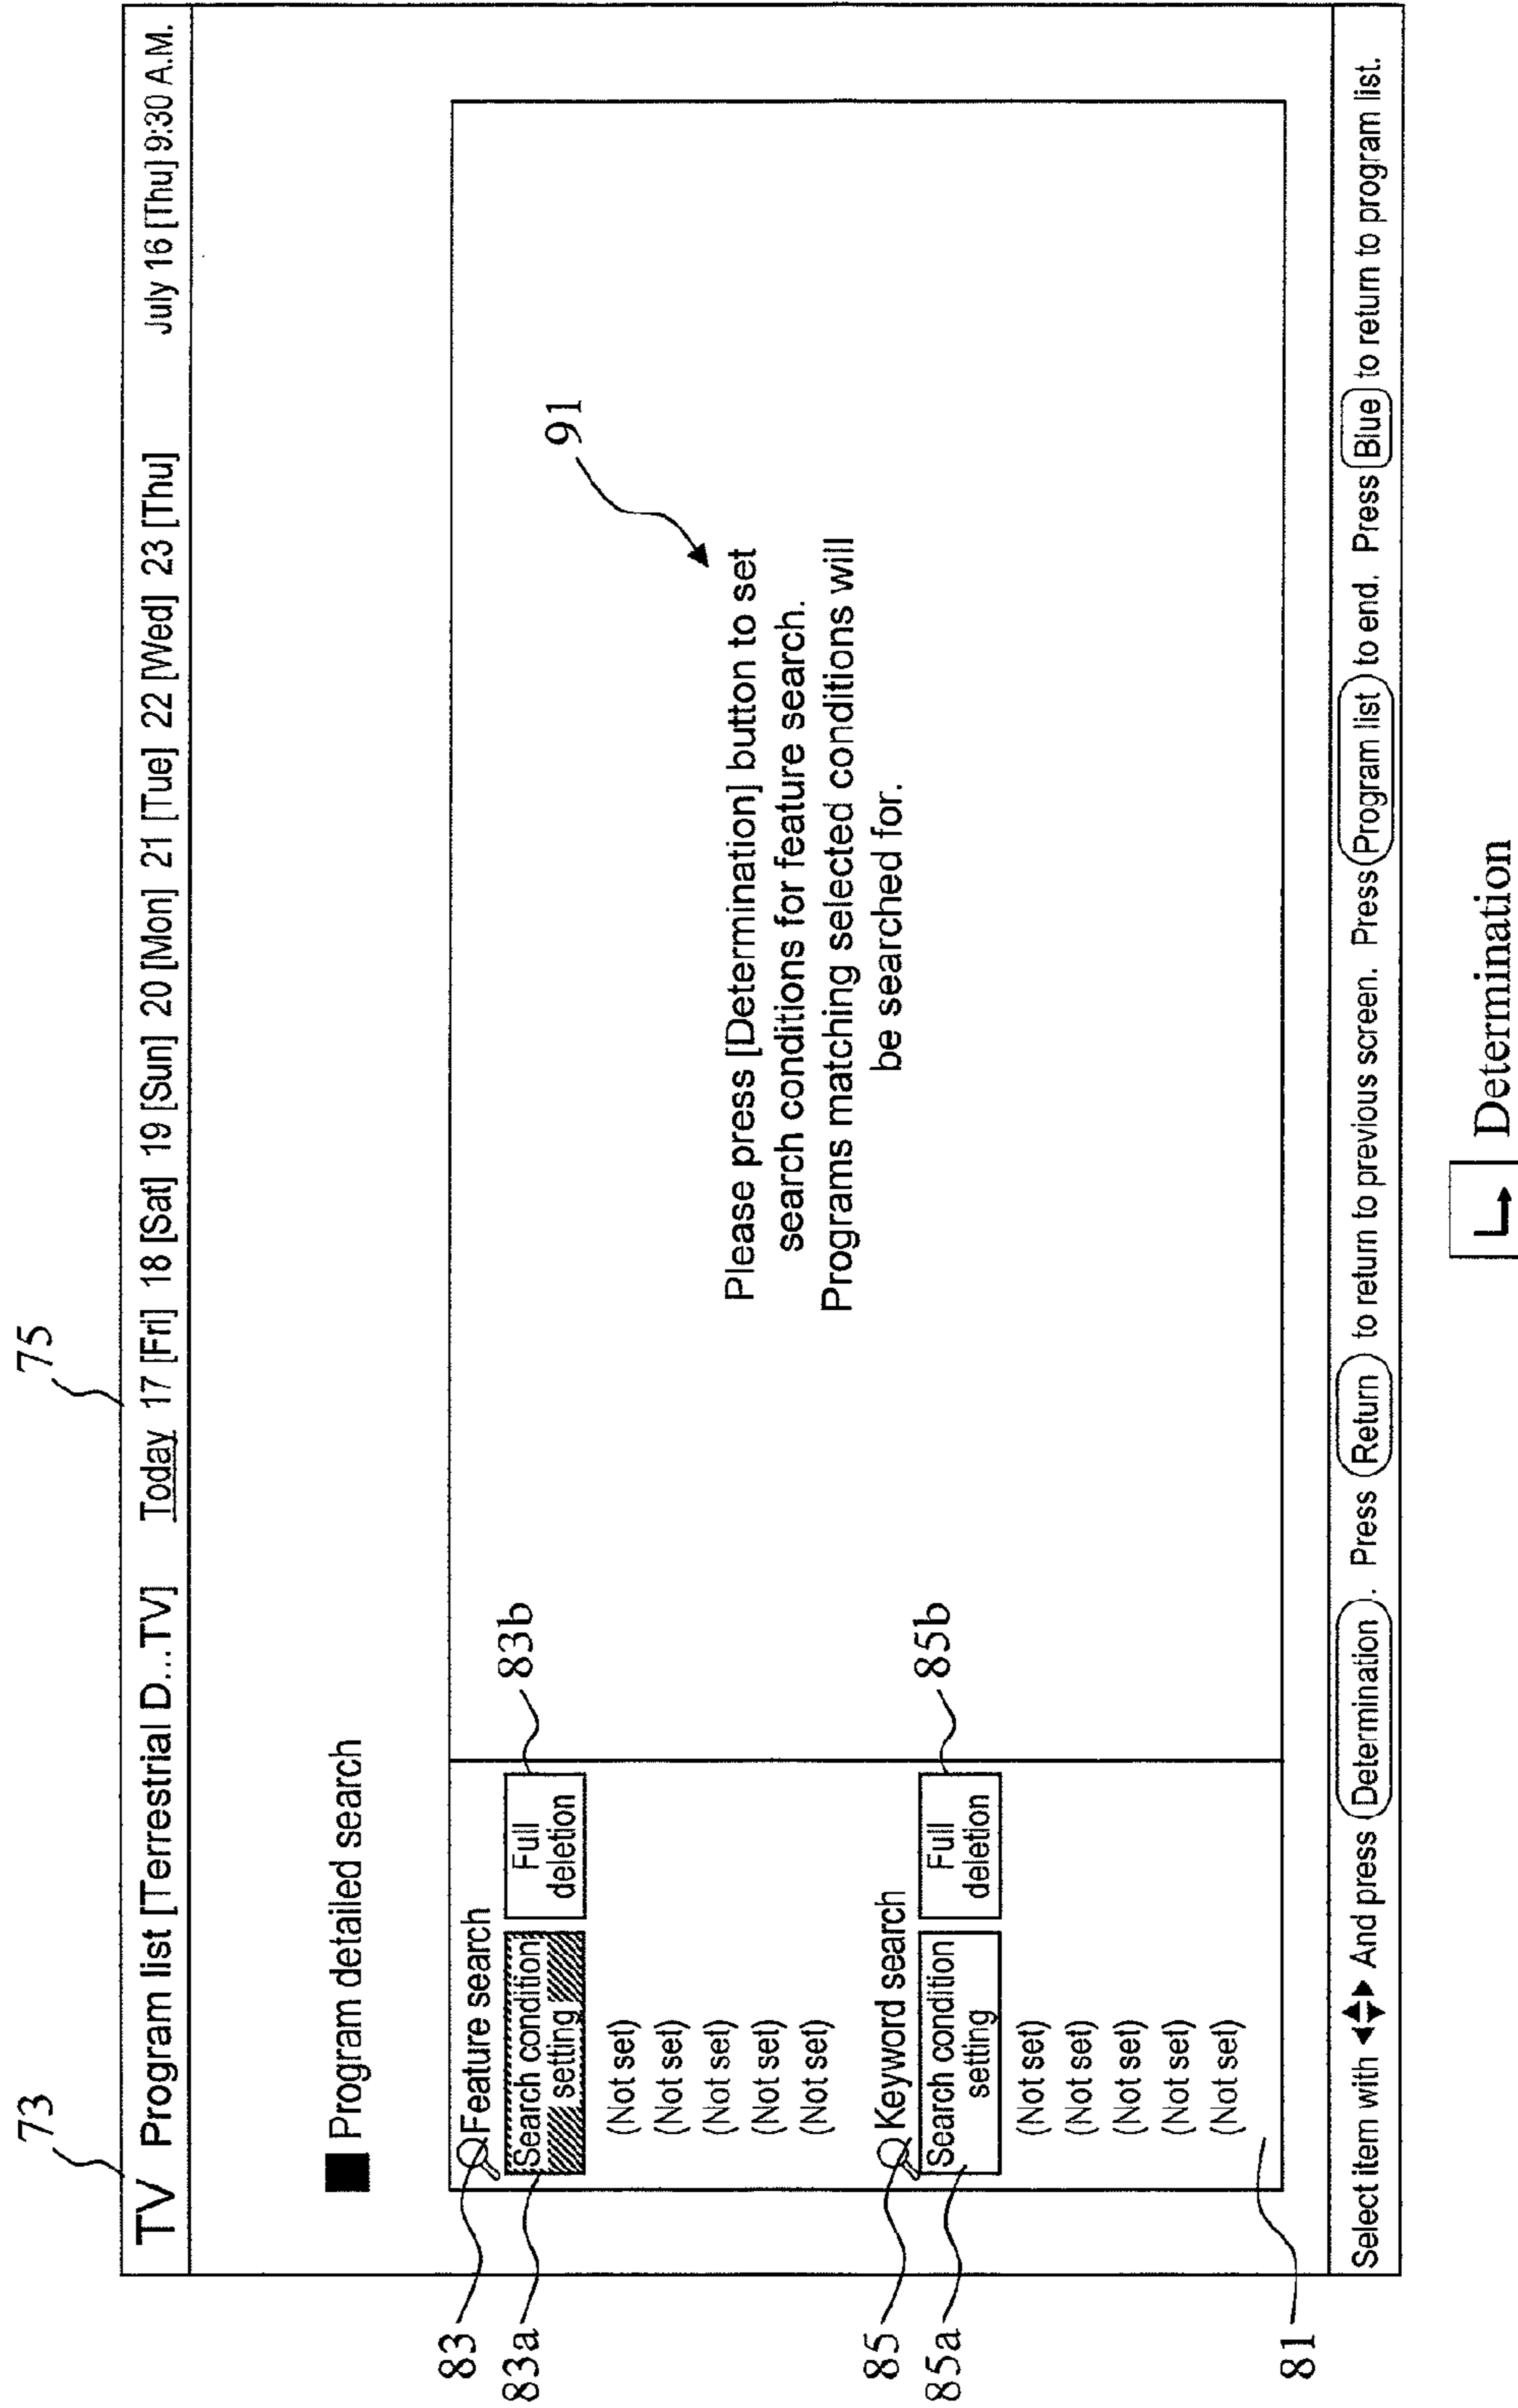 73
75
TV Program list [Terrestrial D...TV] Today 17 [Fri] 18 [Sat] 19 [Sun] 20 [Mon] 21 [Tue] 22 [Wed] 23 [Thu] July 16 [Thu] 9:30 A.M.
Program detailed search
83
Feature search
83a
Search condition
setting
Full
deletion
83b
(Not set)
(Not set)
(Not set)
(Not set)
(Not set)
85
Keyword search
85a
Search condition
setting
Full
deletion
85b
(Not set)
(Not set)
(Not set)
(Not set)
(Not set)
81
91
Please press [Determination] button to set
search conditions for feature search.
Programs matching selected conditions will
be searched for.
Select item with And press Determination . Press Return to return to previous screen. Press Program list to end. Press Blue to return to program list.
Determination